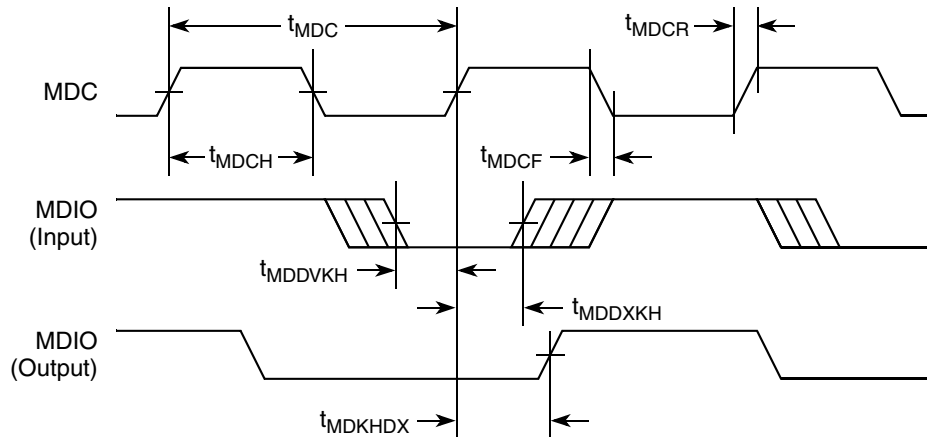 tMDC
tMDCR
MDC
tMDCH
tMDCF
MDIO
(Input)
tMDDVKH
tMDDXKH
MDIO
(Output)
tMDKHDX